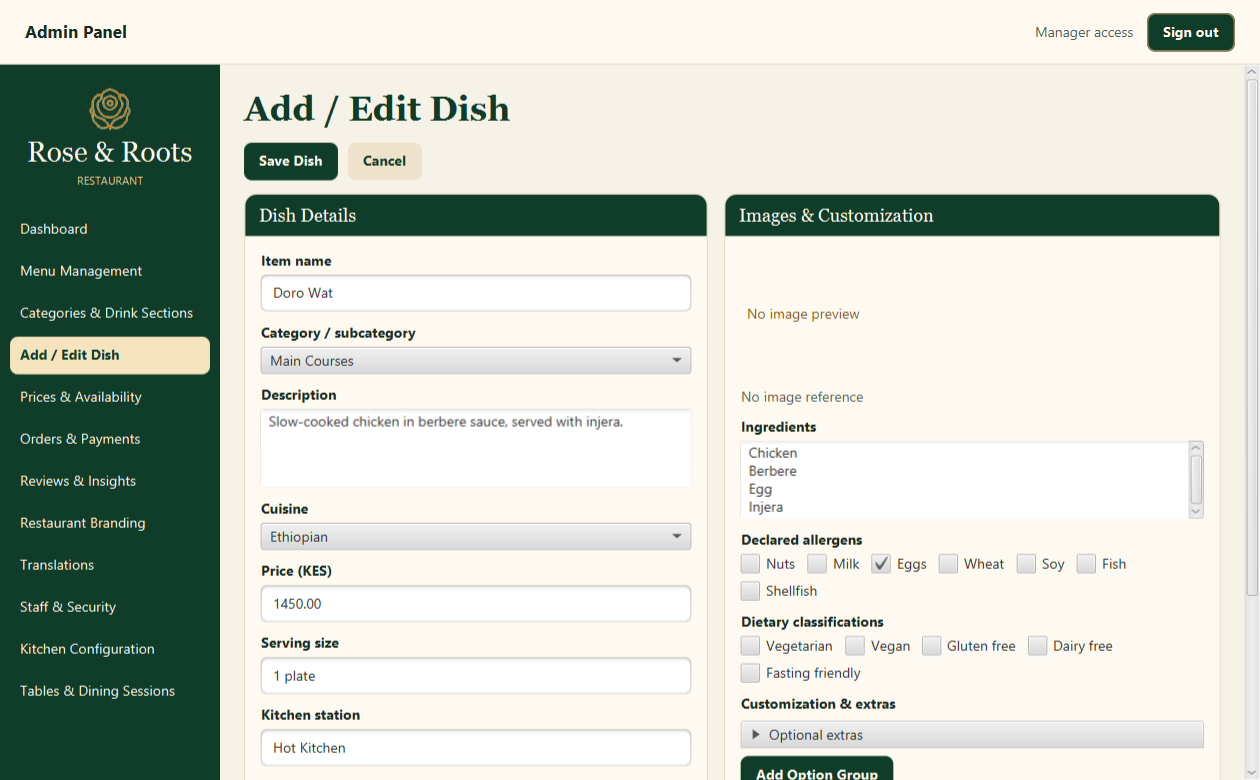 Admin Panel
Manager access
Sign out
Rose & Roots
RESTAURANT
Dashboard
Menu Management
Categories & Drink Sections
Add / Edit Dish
Prices & Availability
Orders & Payments
Reviews & Insights
Restaurant Branding
Translations
Staff & Security
Kitchen Configuration
Tables & Dining Sessions
Add / Edit Dish
Save Dish
Cancel
Dish Details
Item name
Doro Wat
Category / subcategory
Main Courses
Description
Slow-cooked chicken in berbere sauce, served with injera.
Cuisine
Ethiopian
Price (KES)
1450.00
Serving size
1 plate
Kitchen station
Hot Kitchen
Images & Customization
No image preview
No image reference
Ingredients
Chicken
Berbere
Egg
Injera
Declared allergens
Nuts Milk Eggs Wheat Soy Fish
Shellfish
Dietary classifications
Vegetarian Vegan Gluten free Dairy free
Fasting friendly
Customization & extras
Optional extras
Add Option Group